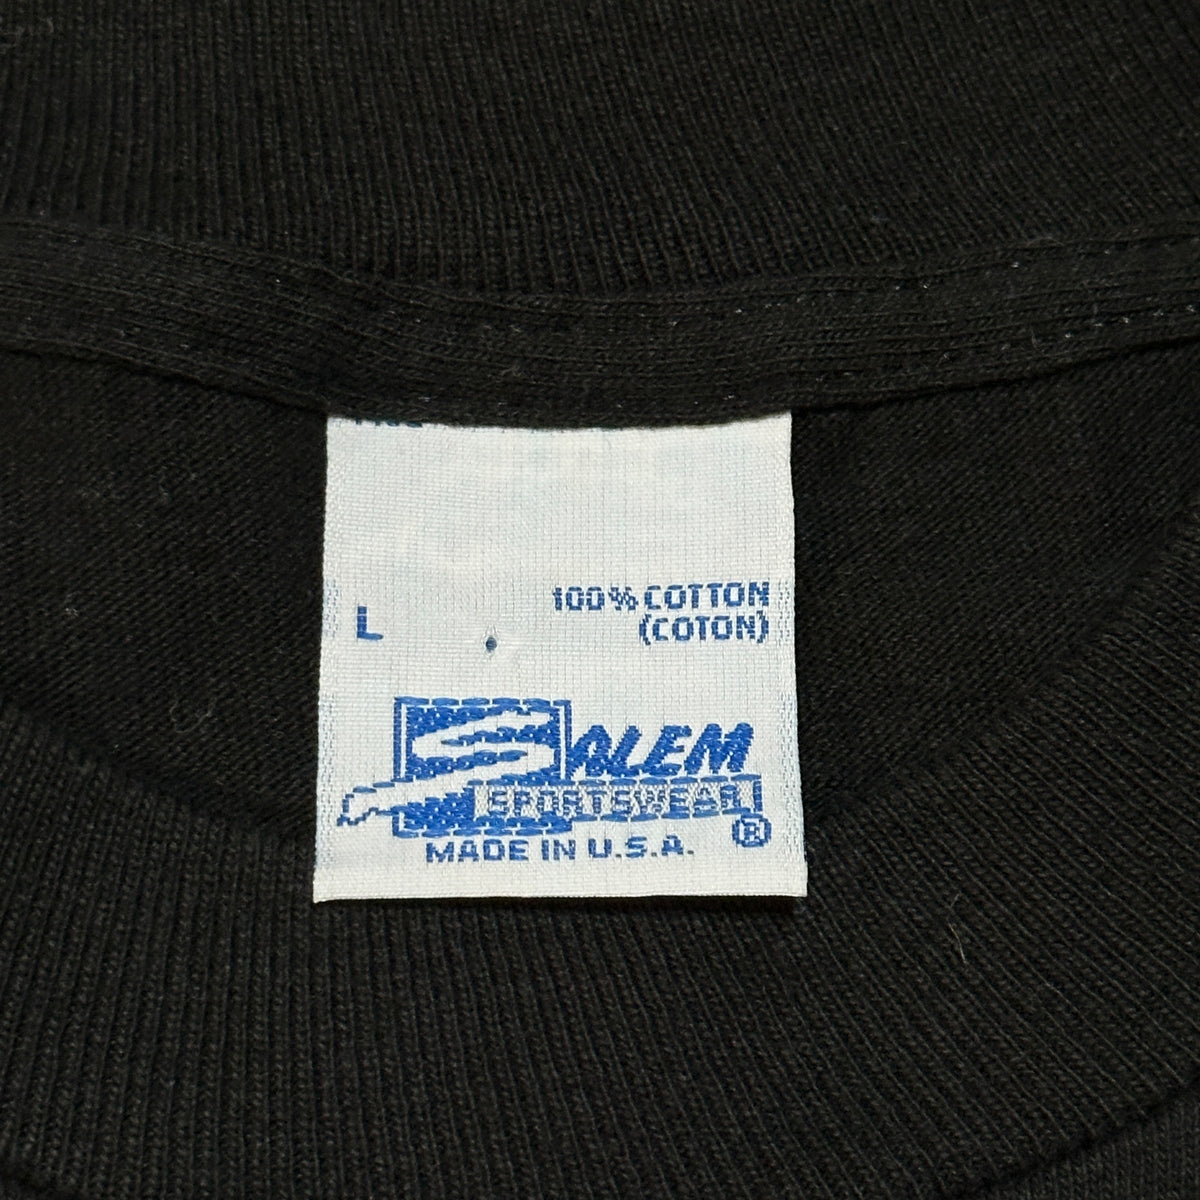 L
100% COTTON
(COTON)
SALEM
SPORTSWEAR
®
MADE IN U.S.A.